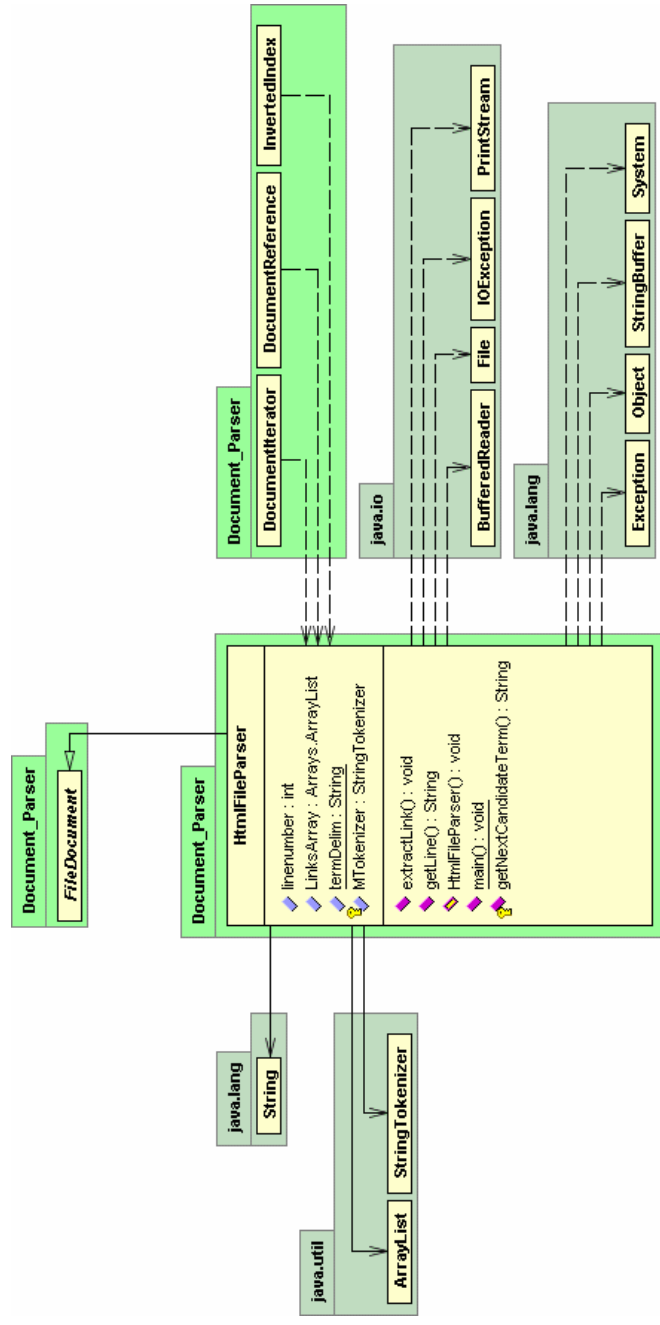 Document_Parser
FileDocument
java.lang
String
java.util
ArrayList
StringTokenizer
Document_Parser
HtmlFileParser
linenumber : int
LinksArray : Arrays.ArrayList
termDelim : String
MTokenizer : StringTokenizer
extractLink() : void
getLine() : String
HtmlFileParser() : void
main() : void
getNextCandidateTerm() : String
Document_Parser
DocumentIterator
DocumentReference
InvertedIndex
java.io
BufferedReader
File
IOException
PrintStream
java.lang
Exception
Object
StringBuffer
System